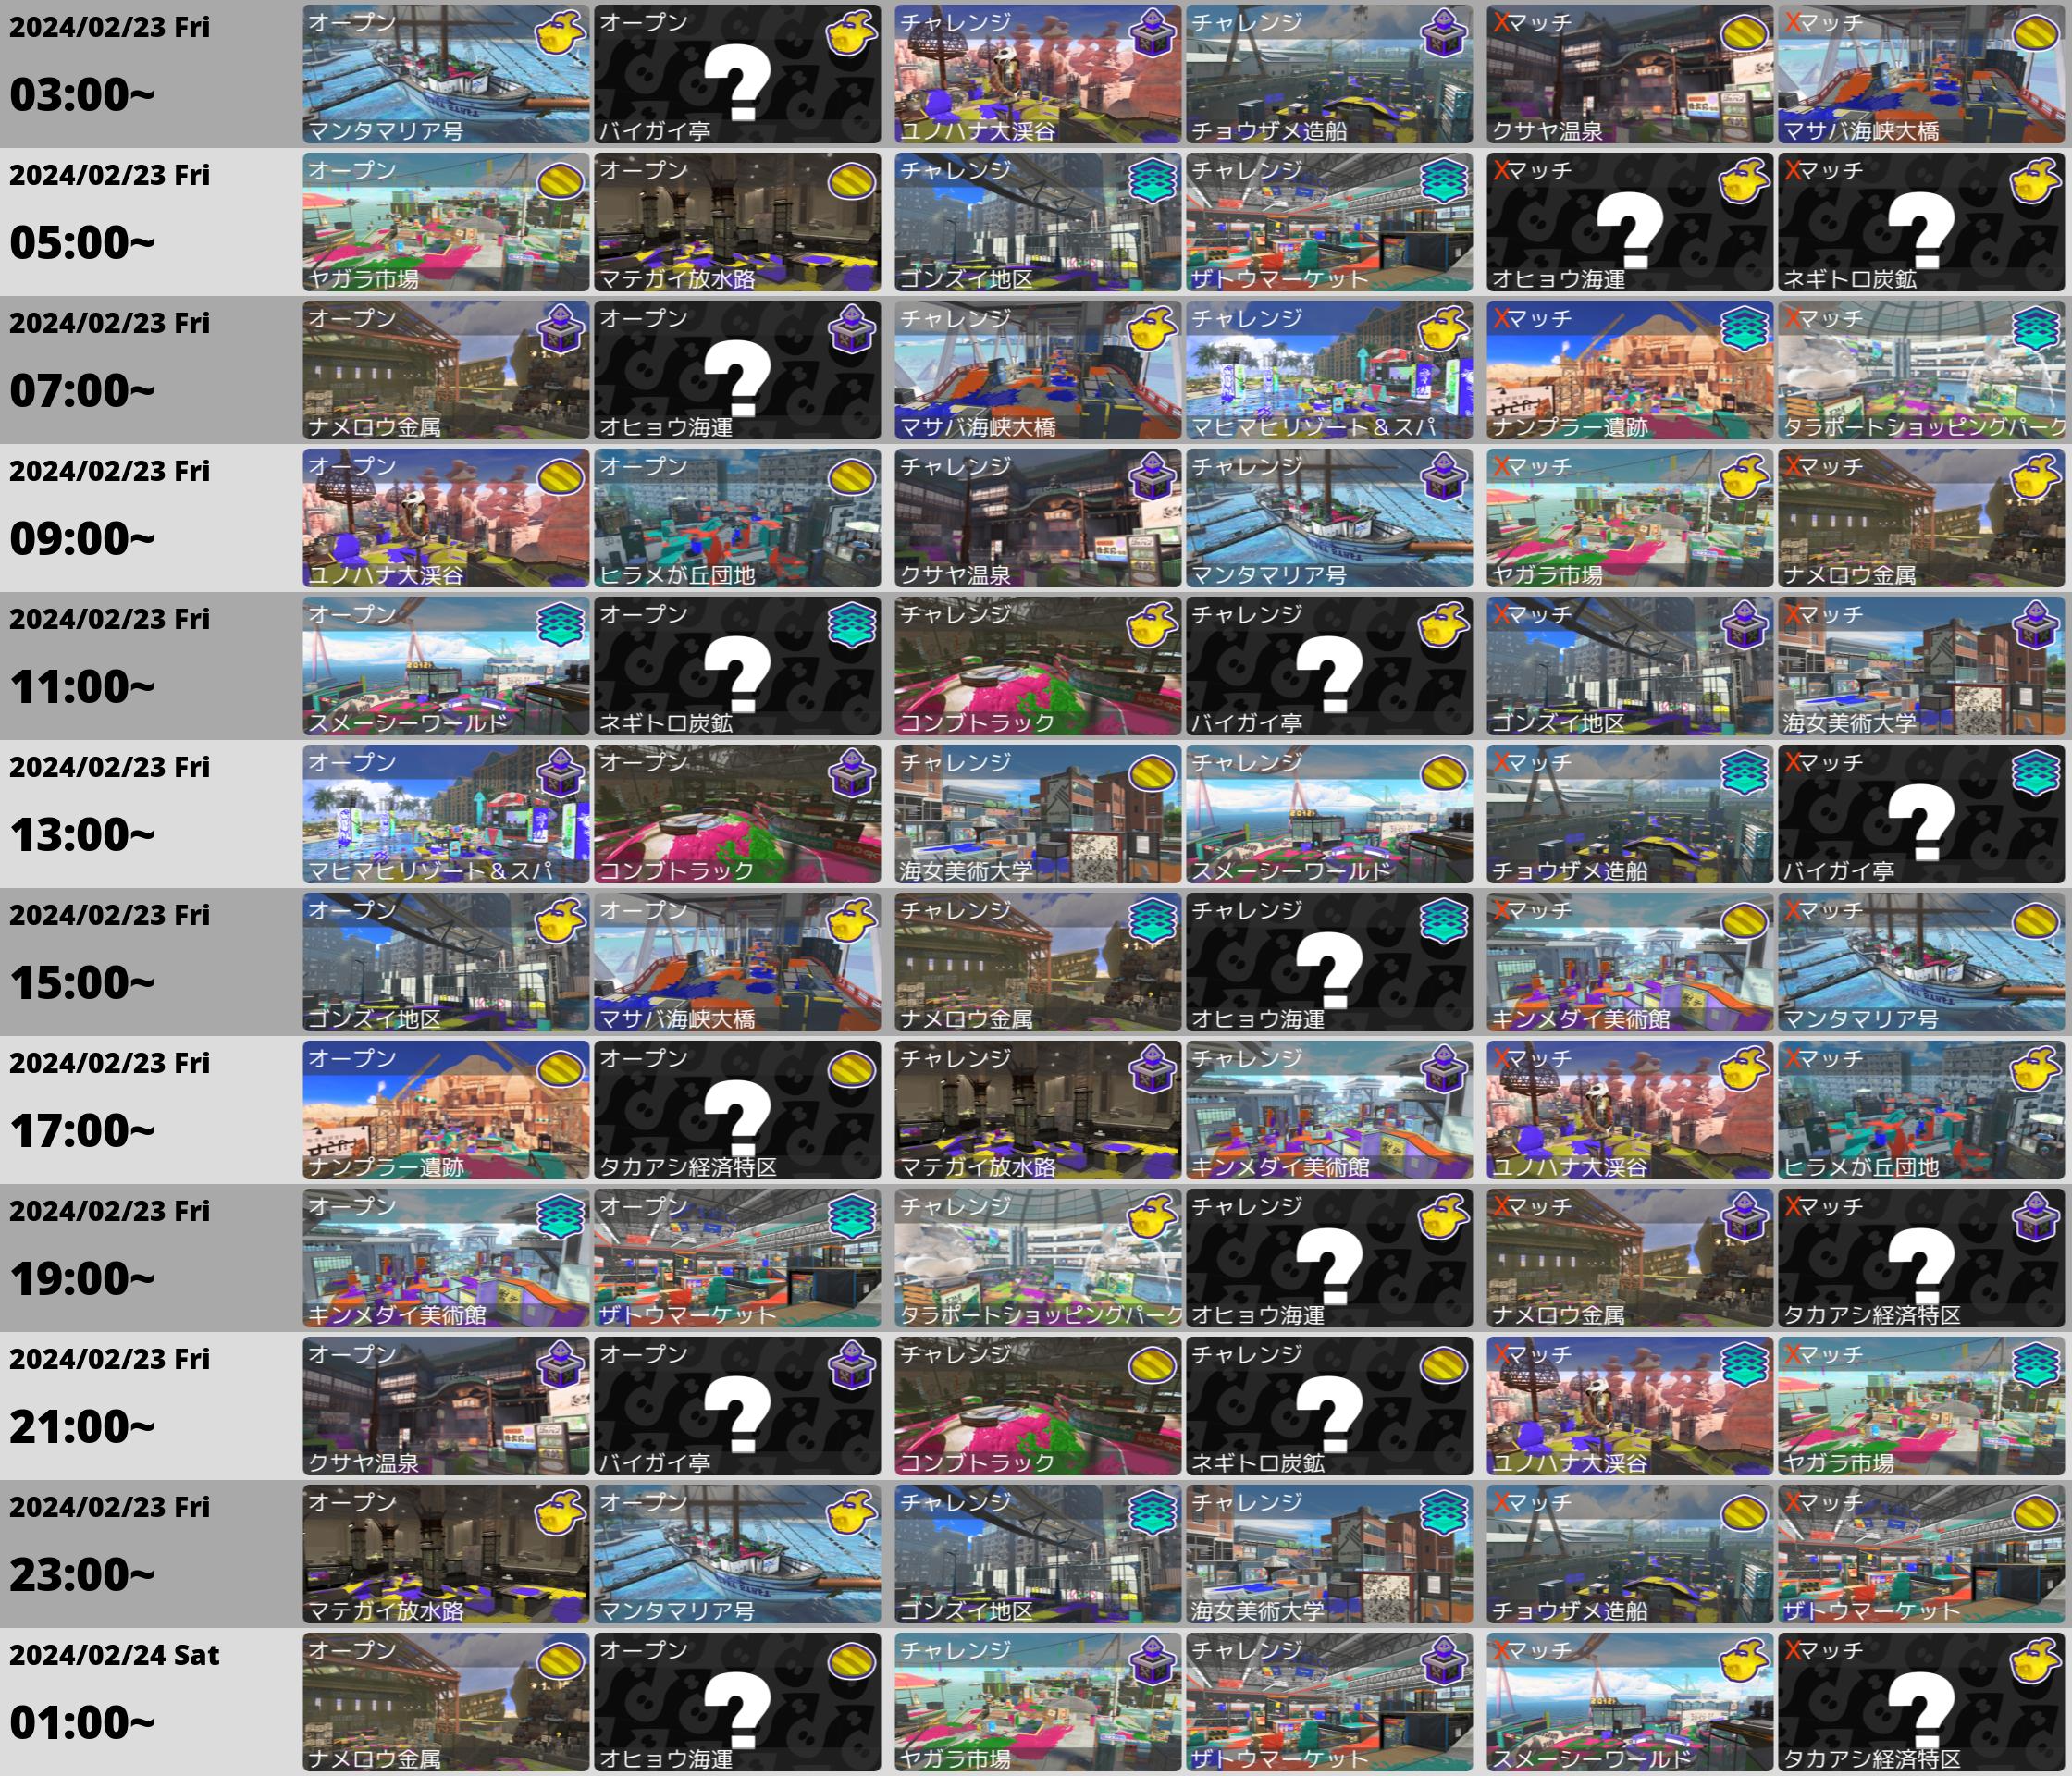 2024/02/23 Fri
03:00~
オープン
マンタマリア号
オープン
バイガイ亭
チャレンジ
ユノハナ大渓谷
チャレンジ
チョウザメ造船
Xマッチ
クサヤ温泉
Xマッチ
マサバ海峡大橋
2024/02/23 Fri
05:00~
オープン
ヤガラ市場
オープン
マテガイ放水路
チャレンジ
ゴンズイ地区
チャレンジ
ザトウマーケット
Xマッチ
オヒョウ海運
Xマッチ
ネギトロ炭鉱
2024/02/23 Fri
07:00~
オープン
ナメロウ金属
オープン
オヒョウ海運
チャレンジ
マサバ海峡大橋
チャレンジ
マヒマヒリゾート&スパ
Xマッチ
ナンプラー遺跡
Xマッチ
タラポートショッピングパーク
2024/02/23 Fri
09:00~
オープン
ユノハナ大渓谷
オープン
ヒラメが丘団地
チャレンジ
クサヤ温泉
チャレンジ
マンタマリア号
Xマッチ
ヤガラ市場
Xマッチ
ナメロウ金属
2024/02/23 Fri
11:00~
オープン
スメーシーワールド
オープン
ネギトロ炭鉱
チャレンジ
コンブトラック
チャレンジ
バイガイ亭
Xマッチ
ゴンズイ地区
Xマッチ
海女美術大学
2024/02/23 Fri
13:00~
オープン
マヒマヒリゾート&スパ
オープン
コンブトラック
チャレンジ
海女美術大学
チャレンジ
スメーシーワールド
Xマッチ
チョウザメ造船
Xマッチ
バイガイ亭
2024/02/23 Fri
15:00~
オープン
ゴンズイ地区
オープン
マサバ海峡大橋
チャレンジ
ナメロウ金属
チャレンジ
オヒョウ海運
Xマッチ
キンメダイ美術館
Xマッチ
マンタマリア号
2024/02/23 Fri
17:00~
オープン
ナンプラー遺跡
オープン
タカアシ経済特区
チャレンジ
マテガイ放水路
チャレンジ
キンメダイ美術館
Xマッチ
ユノハナ大渓谷
Xマッチ
ヒラメが丘団地
2024/02/23 Fri
19:00~
オープン
キンメダイ美術館
オープン
ザトウマーケット
チャレンジ
タラポートショッピングパーク
チャレンジ
オヒョウ海運
Xマッチ
ナメロウ金属
Xマッチ
タカアシ経済特区
2024/02/23 Fri
21:00~
オープン
クサヤ温泉
オープン
バイガイ亭
チャレンジ
コンブトラック
チャレンジ
ネギトロ炭鉱
Xマッチ
ユノハナ大渓谷
Xマッチ
ヤガラ市場
2024/02/23 Fri
23:00~
オープン
マテガイ放水路
オープン
マンタマリア号
チャレンジ
ゴンズイ地区
チャレンジ
海女美術大学
Xマッチ
チョウザメ造船
Xマッチ
ザトウマーケット
2024/02/24 Sat
01:00~
オープン
ナメロウ金属
オープン
オヒョウ海運
チャレンジ
ヤガラ市場
チャレンジ
ザトウマーケット
Xマッチ
スメーシーワールド
Xマッチ
タカアシ経済特区